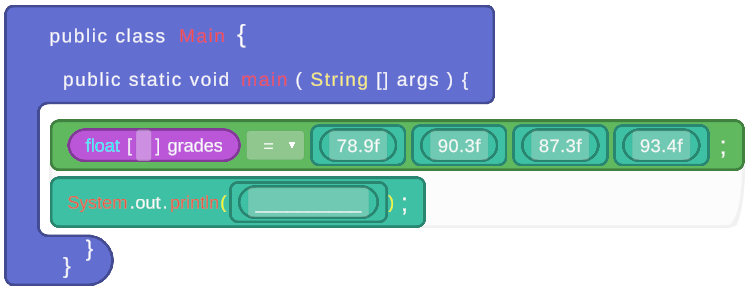 public class Main {
public static void main ( String [] args ) {
float [ ] grades = ▾ 78.9f 90.3f 87.3f 93.4f ;
System.out.println( ___________ ) ;
}
}